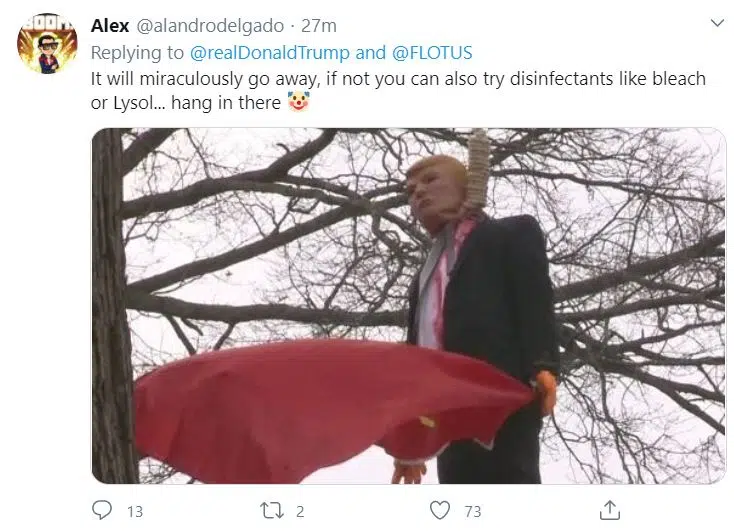 BOOM!
Alex @alandrodelgado · 27m
Replying to @realDonaldTrump and @FLOTUS
It will miraculously go away, if not you can also try disinfectants like bleach
or Lysol... hang in there 🤡
13 2 73